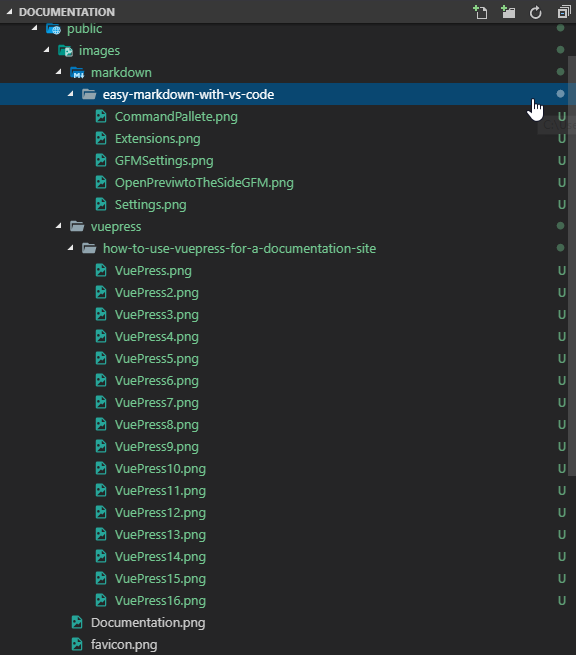 DOCUMENTATION
public
images
markdown
easy-markdown-with-vs-code
CommandPallete.png U
Extensions.png U
GFMSettings.png U
OpenPreviwtoTheSideGFM.png U
Settings.png U
vuepress
how-to-use-vuepress-for-a-documentation-site
VuePress.png U
VuePress2.png U
VuePress3.png U
VuePress4.png U
VuePress5.png U
VuePress6.png U
VuePress7.png U
VuePress8.png U
VuePress9.png U
VuePress10.png U
VuePress11.png U
VuePress12.png U
VuePress13.png U
VuePress14.png U
VuePress15.png U
VuePress16.png U
Documentation.png
favicon.png